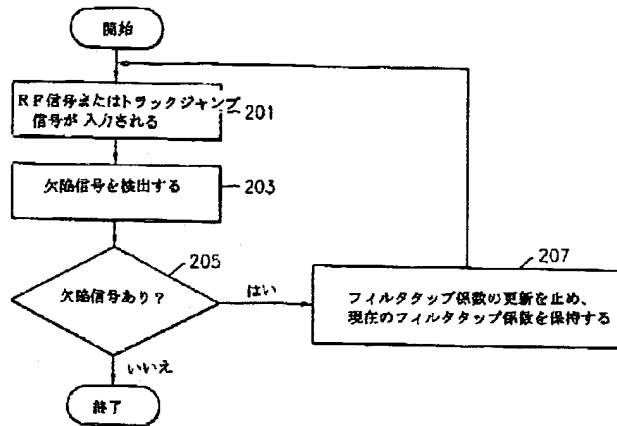 開始
RF信号またはトラックジャンプ
信号が入力される
201
欠陥信号を検出する
203
205
欠陥信号あり?
はい
207
フィルタタップ係数の更新を止め、
現在のフィルタタップ係数を保持する
いいえ
終了